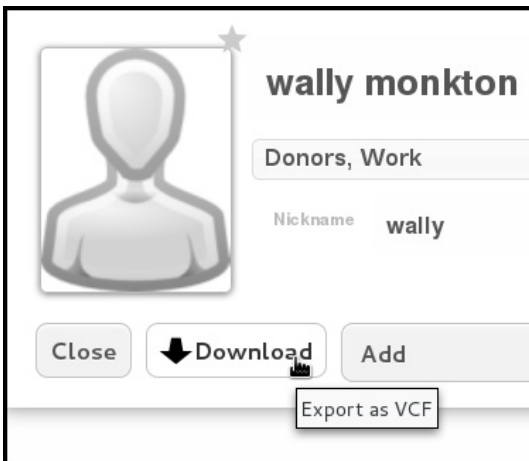 wally monkton
Donors, Work
Nickname wally
Close Download Add
Export as VCF